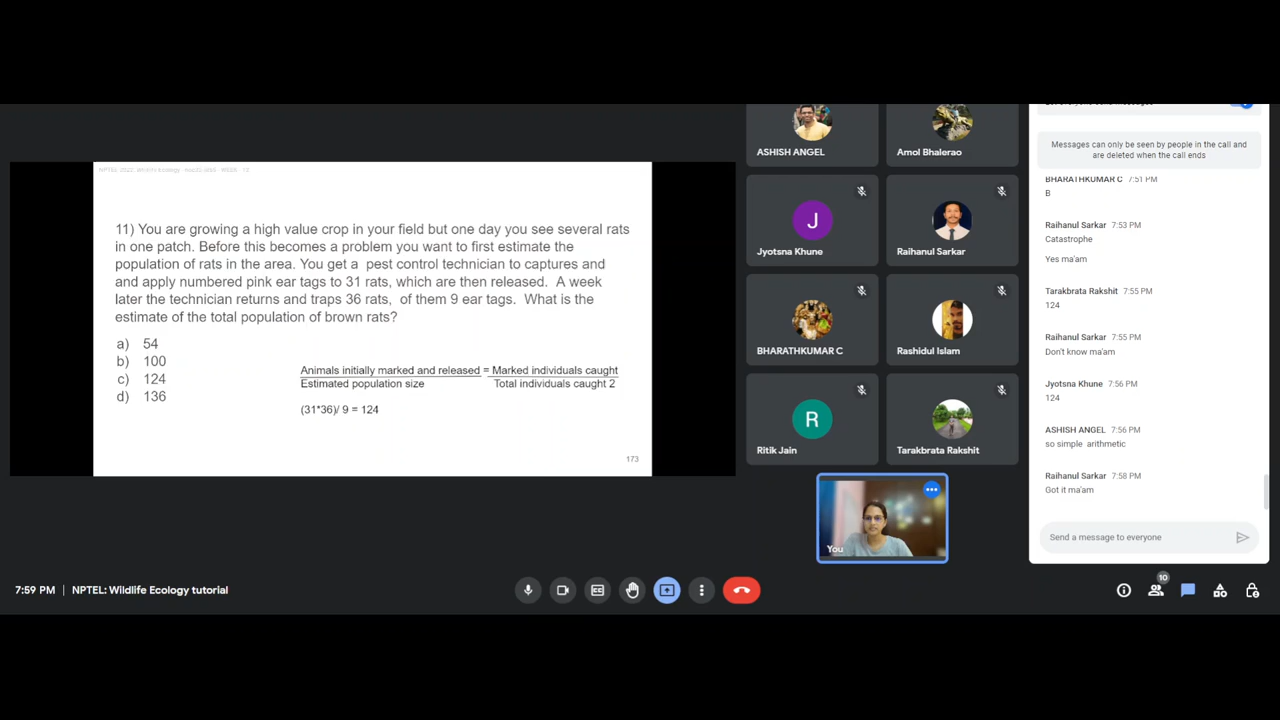 NPTEL 2022: Wildlife Ecology
12
11) You are growing a high value crop in your field but one day you see several rats
in one patch. Before this becomes a problem you want to first estimate the
population of rats in the area. You get a pest control technician to captures and
and apply numbered pink ear tags to 31 rats, which are then released. A week
later the technician returns and traps 36 rats, of them 9 ear tags. What is the
estimate of the total population of brown rats?
a) 54
b) 100
c) 124
d) 136
Animals initially marked and released = Marked individuals caught
Estimated population size Total individuals caught 2
(31*36)/ 9 = 124
173
ASHISH ANGEL
Amol Bhalerao
J
Jyotsna Khune
Raihanul Sarkar
BHARATHKUMAR C
Rashidul Islam
R
Ritik Jain
Tarakbrata Rakshit
You
Messages can only be seen by people in the call and
are deleted when the call ends
BHARATHKUMAR C 7:51 PM
B
Raihanul Sarkar 7:53 PM
Catastrophe
Yes ma'am
Tarakbrata Rakshit 7:55 PM
124
Raihanul Sarkar 7:55 PM
Don't know ma'am
Jyotsna Khune 7:56 PM
124
ASHISH ANGEL 7:56 PM
so simple arithmetic
Raihanul Sarkar 7:58 PM
Got it ma'am
Send a message to everyone
7:59 PM | NPTEL: Wildlife Ecology tutorial
CC
10